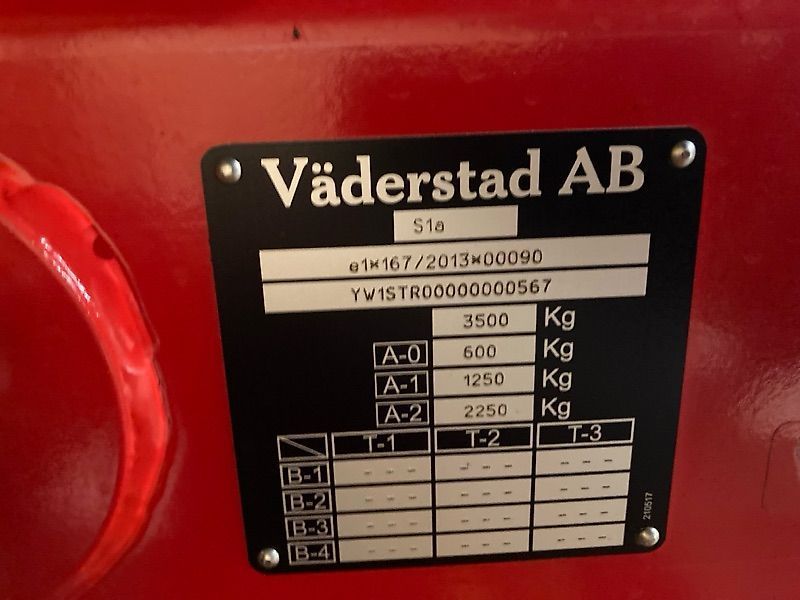 Väderstad AB
S1a
e1*167/2013*00090
YW1STR00000000567
3500 Kg
A-0 600 Kg
A-1 1250 Kg
A-2 2250 Kg
T-1 T-2 T-3
B-1 - - - - - - - - -
B-2 - - - - - - - - -
B-3 - - - - - - - - -
B-4 - - - - - - - - -
210517